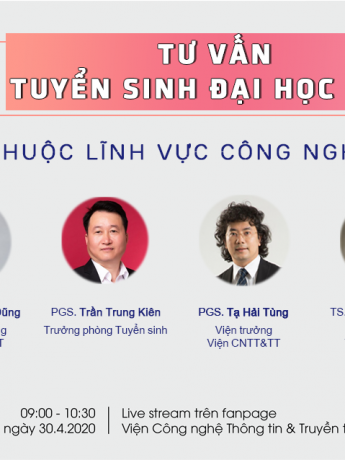 TƯ VẤN
TUYỂN SINH ĐẠI HỌC
HUỘC LĨNH VỰC CÔNG NGH
Dũng
PGS. Trần Trung Kiên
PGS. Tạ Hải Tùng
TS.
g
Trưởng phòng Tuyển sinh
Viện trưởng
T
Viện CNTT&TT
09:00 - 10:30
Live stream trên fanpage
ngày 30.4.2020
Viện Công nghệ Thông tin & Truyền t